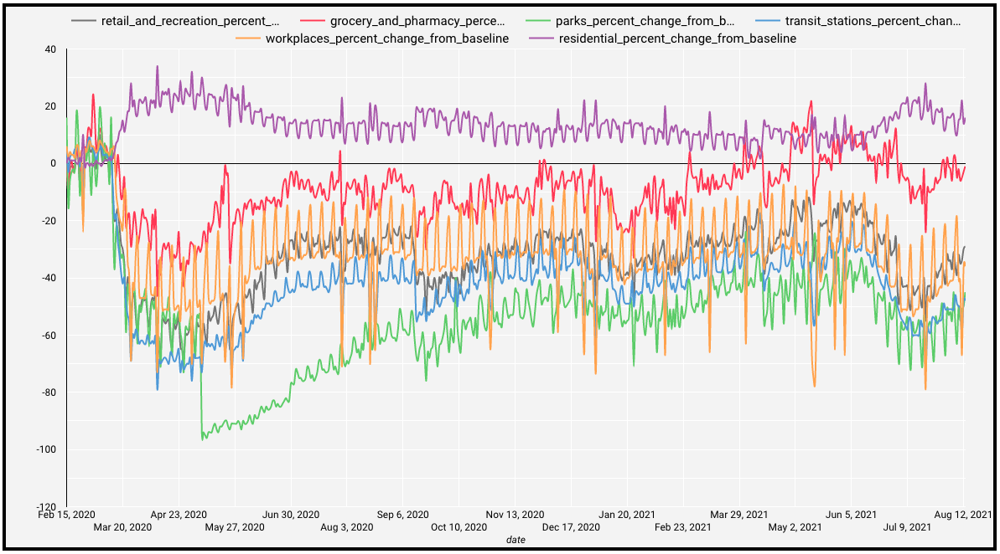 retail_and_recreation_percent_... grocery_and_pharmacy_perce... parks_percent_change_from_b... transit_stations_percent_chan...
workplaces_percent_change_from_baseline residential_percent_change_from_baseline
40
20
0
-20
-40
-60
-80
-100
-120
Feb 15, 2020 Apr 23, 2020 Jun 30, 2020 Sep 6, 2020 Nov 13, 2020 Jan 20, 2021 Mar 29, 2021 Jun 5, 2021 Aug 12, 2021
Mar 20, 2020 May 27, 2020 Aug 3, 2020 Oct 10, 2020 Dec 17, 2020 Feb 23, 2021 May 2, 2021 Jul 9, 2021
date